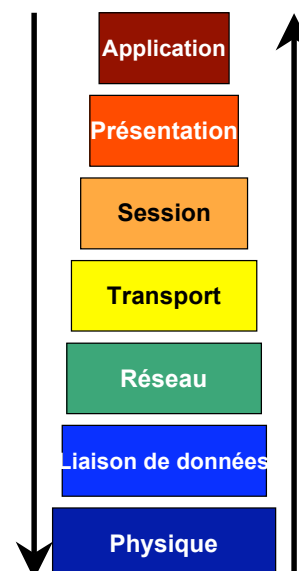 Application
Présentation
Session
Transport
Réseau
Liaison de données
Physique